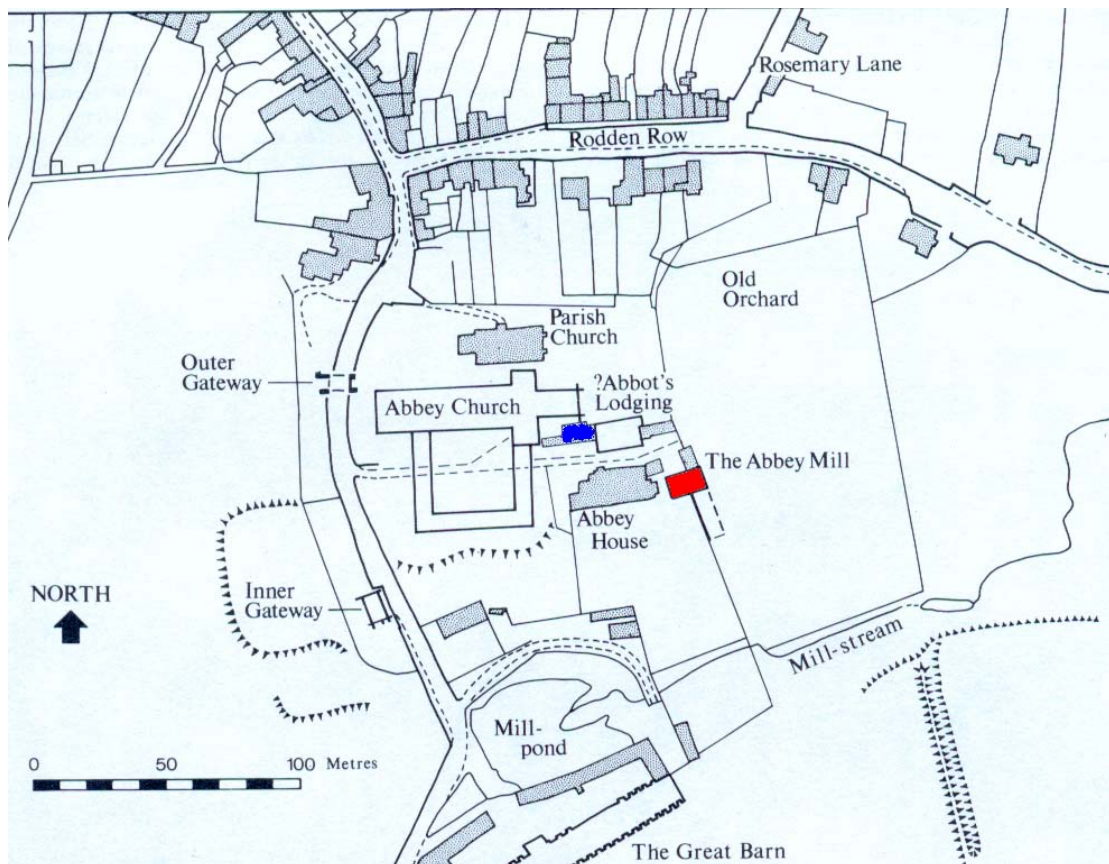 Rosemary Lane
Rodden Row
Old
Orchard
Parish
Church
Outer
Gateway
?Abbot's
Lodging
Abbey Church
The Abbey Mill
Abbey
House
NORTH
Inner
Gateway
Mill-stream
Mill-
pond
0 50 100 Metres
The Great Barn